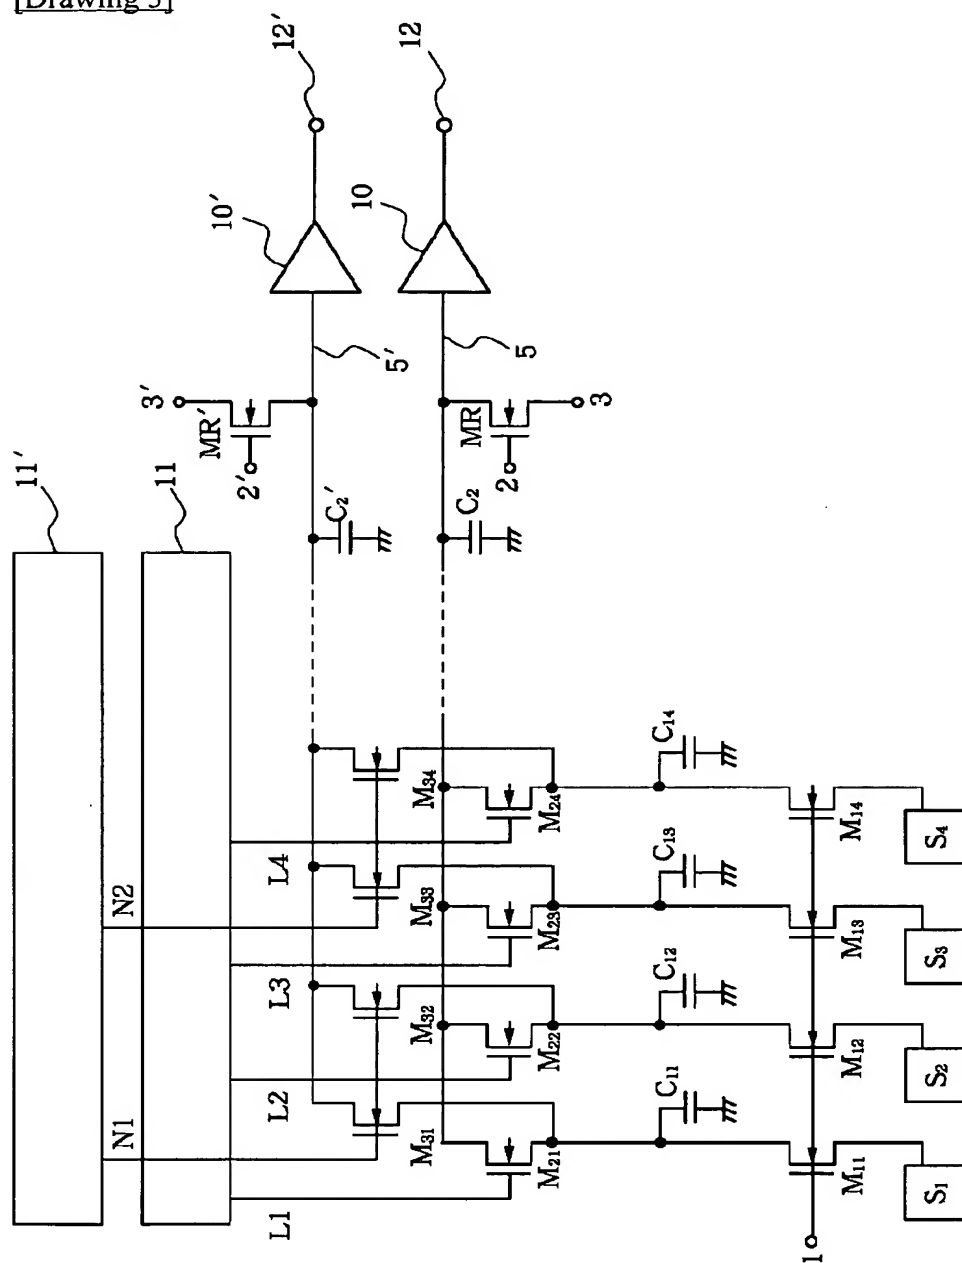 [Drawing
12'
12
10'
10
5'
5
3'
MR'
2'
MR
3
2
11'
11
C₂'
C₂
N2
N1
L4
L3
L2
L1
M₃₄
M₃₃
M₃₂
M₃₁
M₂₄
M₂₃
M₂₂
M₂₁
C₁₄
C₁₃
C₁₂
C₁₁
M₁₄
M₁₃
M₁₂
M₁₁
S₄
S₃
S₂
S₁
1